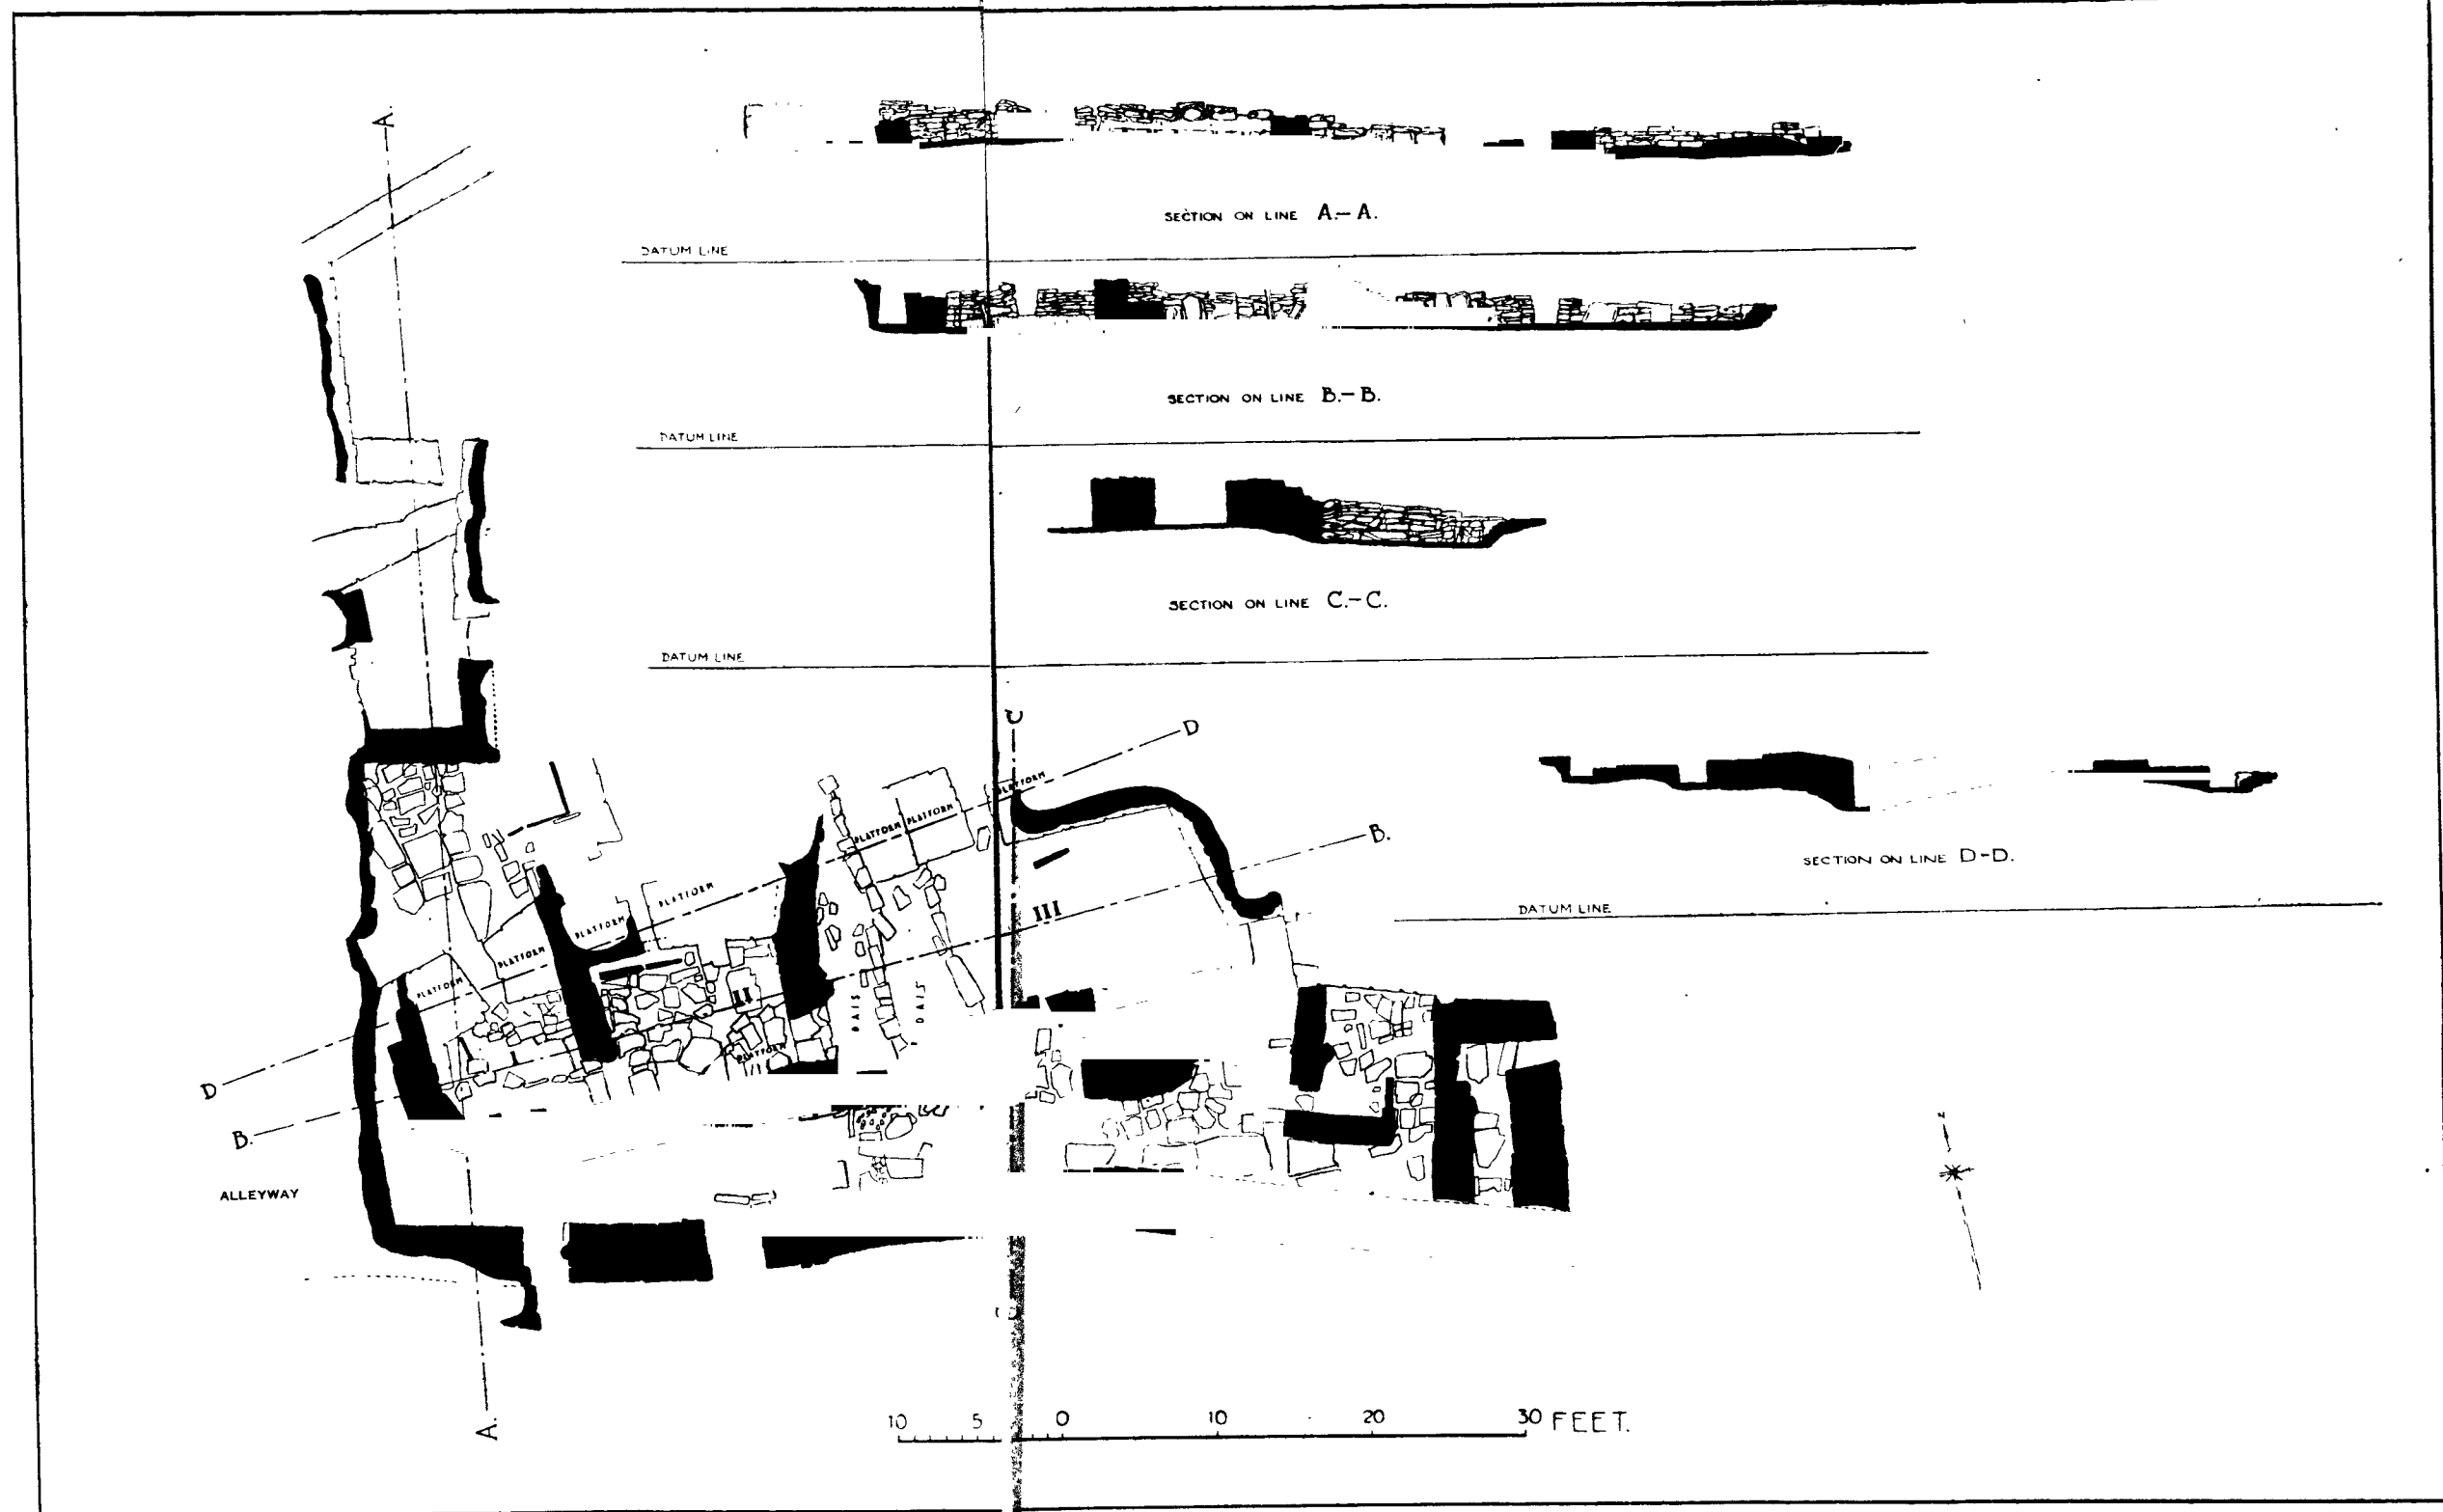 A.
SECTION ON LINE A.-A.
DATUM LINE
SECTION ON LINE B.-B.
DATUM LINE
SECTION ON LINE C.-C.
DATUM LINE
C
D
PLATFORM
PLATFORM
PLATFORM
B.
SECTION ON LINE D-D.
DATUM LINE
III
PLATFORM
PLATFORM
PLATFORM
PLATFORM
II
DAIS
DAIS
PLATFORM
D
B.
ALLEYWAY
A.
10 5 0 10 20 30 FEET.